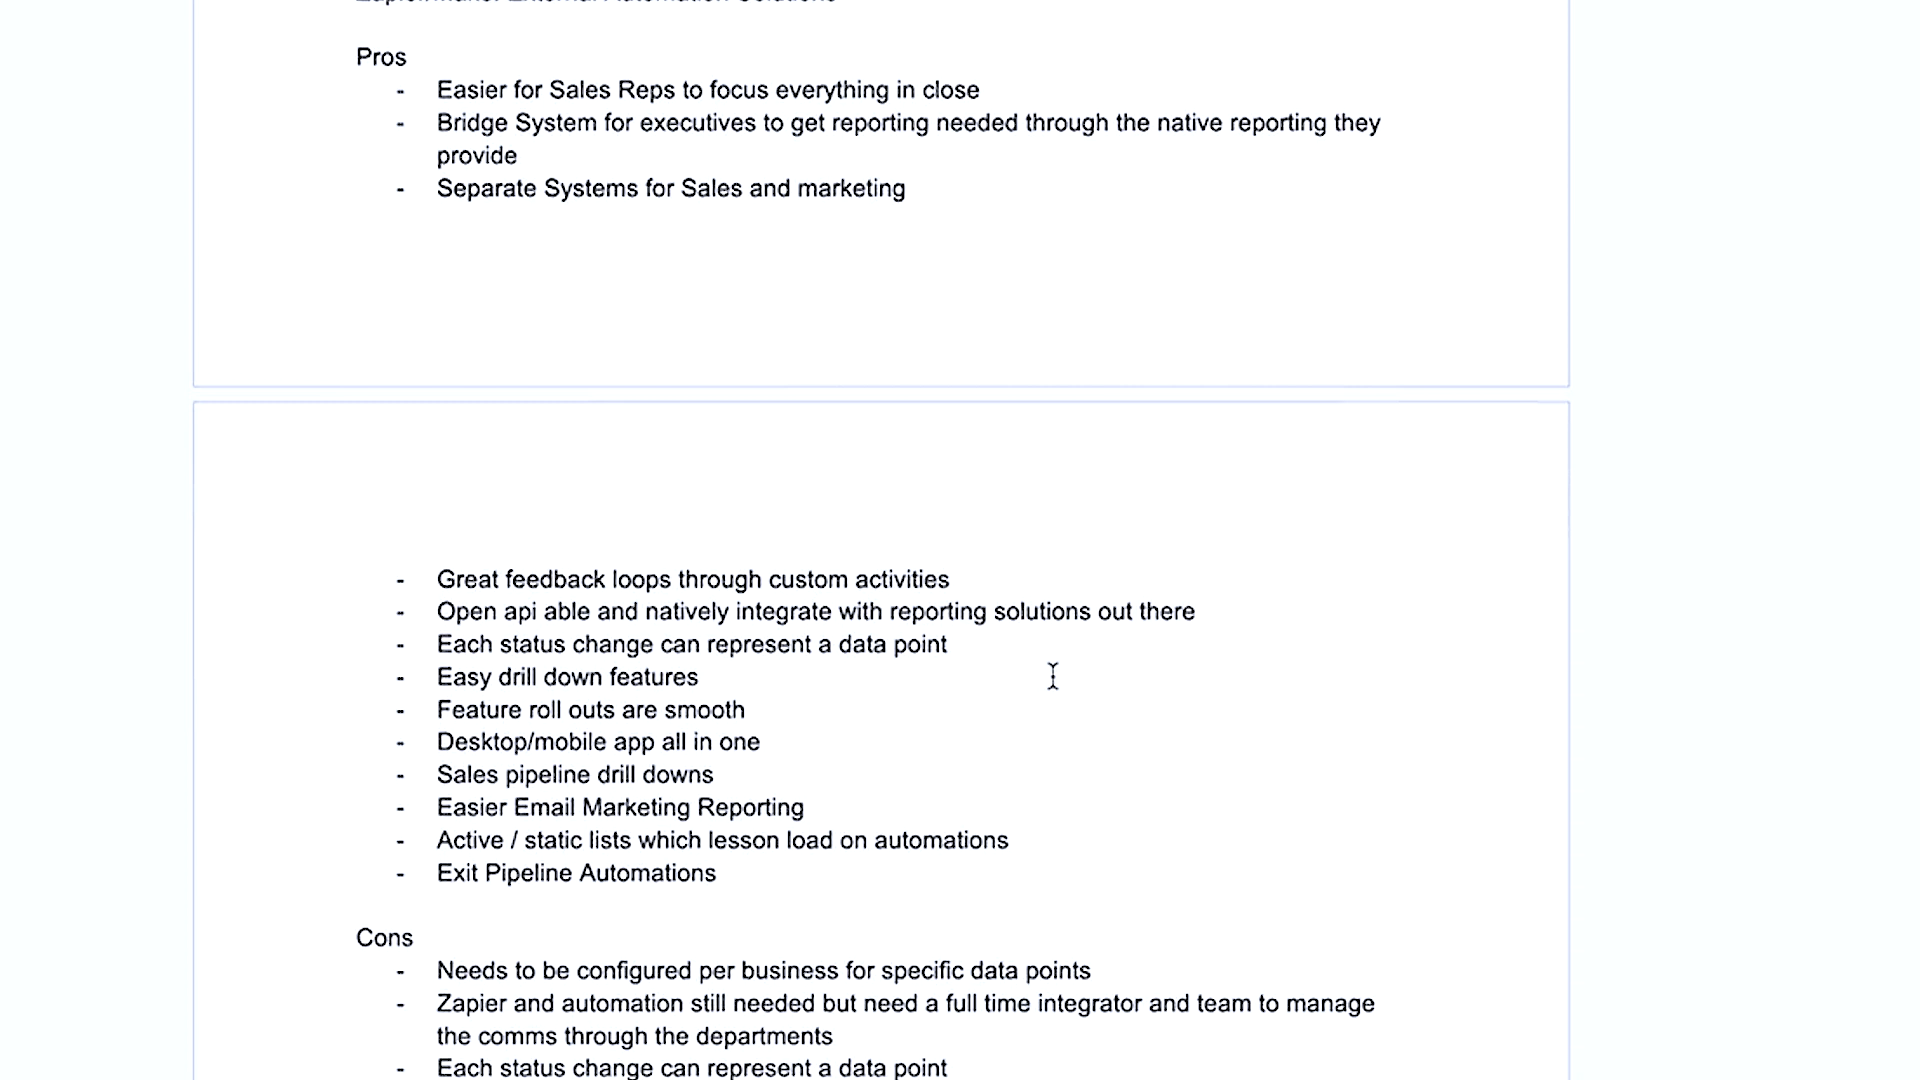 Pros
- Easier for Sales Reps to focus everything in close
- Bridge System for executives to get reporting needed through the native reporting they
provide
- Separate Systems for Sales and marketing
- Great feedback loops through custom activities
- Open api able and natively integrate with reporting solutions out there
- Each status change can represent a data point
- Easy drill down features
- Feature roll outs are smooth
- Desktop/mobile app all in one
- Sales pipeline drill downs
- Easier Email Marketing Reporting
- Active / static lists which lesson load on automations
- Exit Pipeline Automations
Cons
- Needs to be configured per business for specific data points
- Zapier and automation still needed but need a full time integrator and team to manage
the comms through the departments
- Each status change can represent a data point